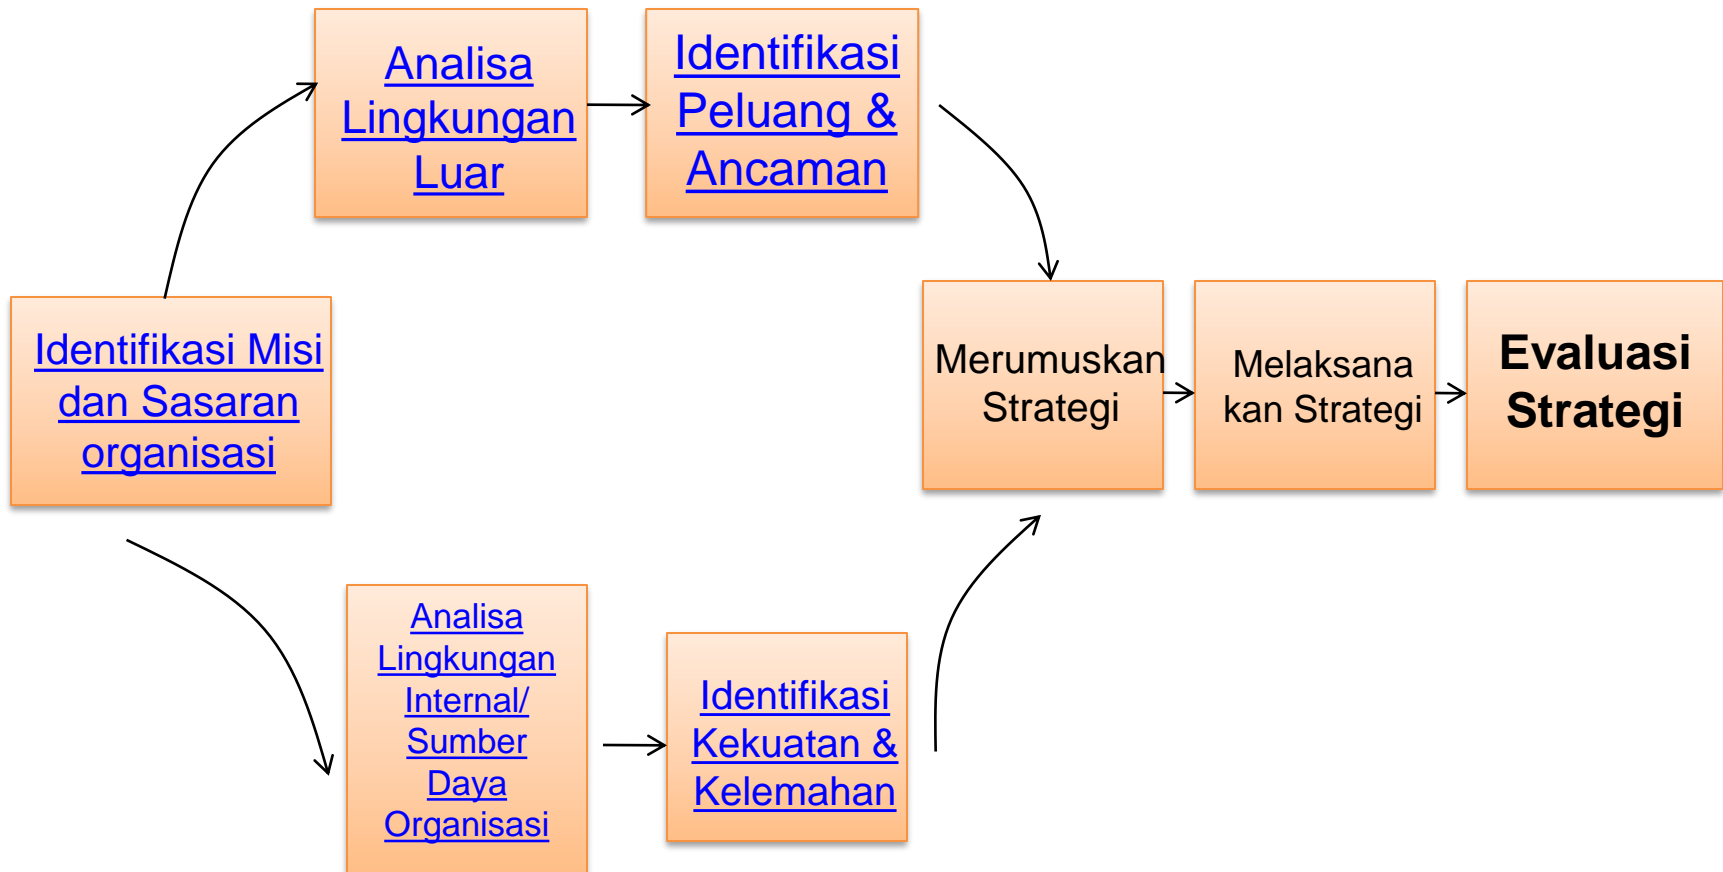 Analisa
Lingkungan
Luar
Identifikasi
Peluang &
Ancaman
Identifikasi Misi
dan Sasaran
organisasi
Merumuskan
Strategi
Melaksana
kan Strategi
Evaluasi
Strategi
Analisa
Lingkungan
Internal/
Sumber
Daya
Organisasi
Identifikasi
Kekuatan &
Kelemahan